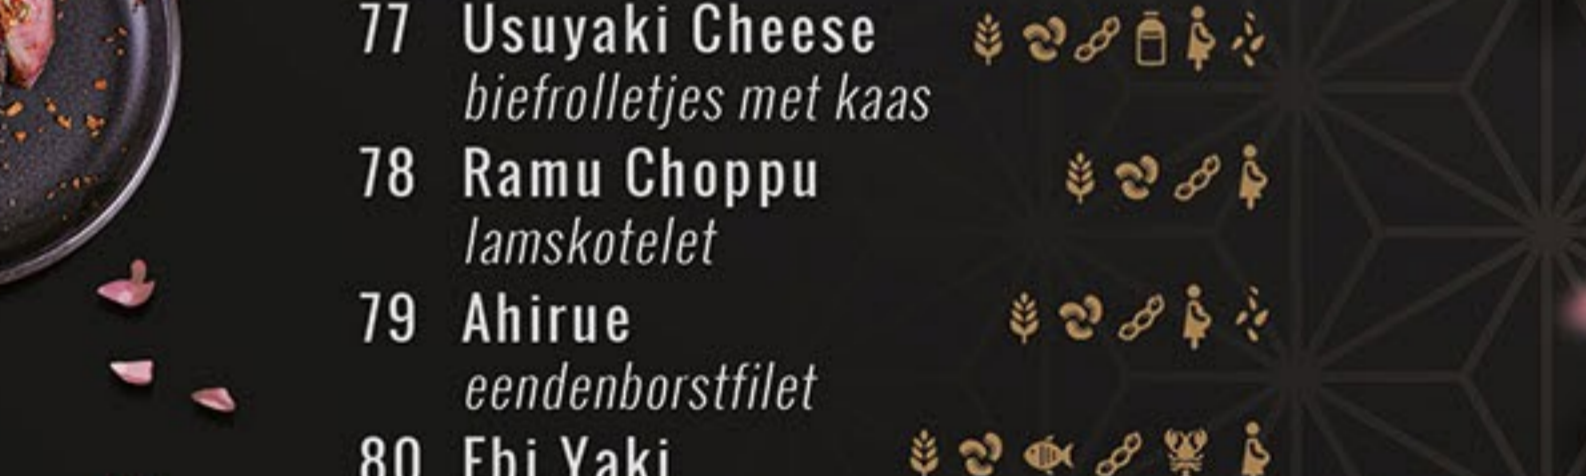 77 Usuyaki Cheese
biefrolletjes met kaas
78 Ramu Choppu
lamskotelet
79 Ahirue
eendenborstfilet
80 Ebi Yaki